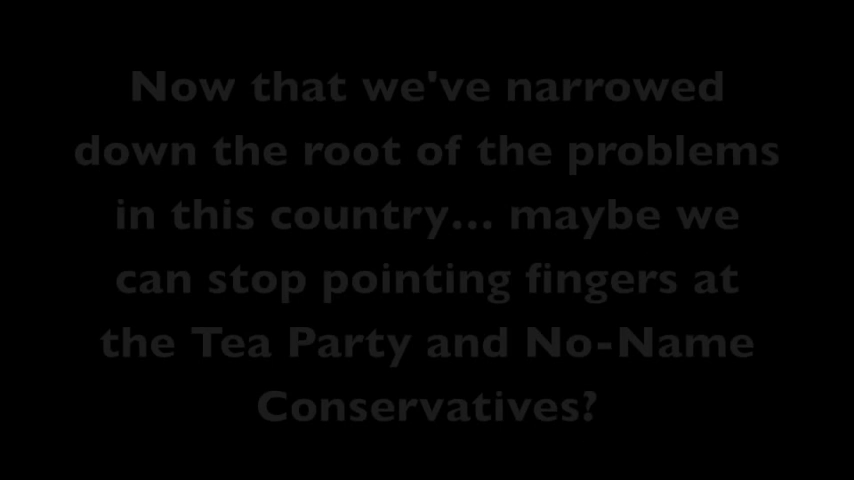 Now that we've narrowed
down the root of the problems
in this country... maybe we
can stop pointing fingers at
the Tea Party and No-Name
Conservatives?